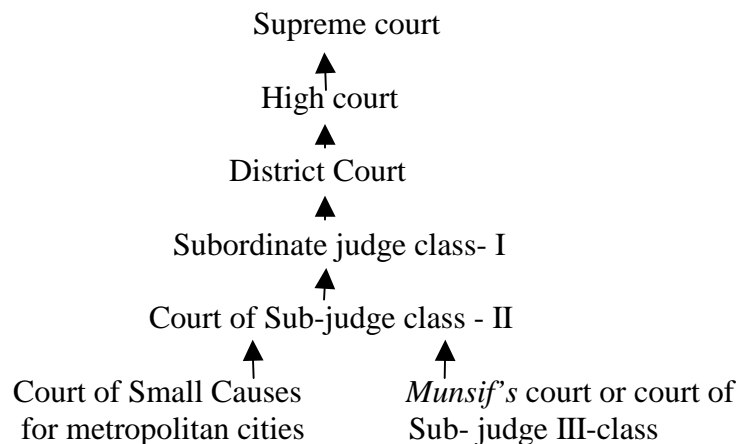 Supreme court
High court
District Court
Subordinate judge class- I
Court of Sub-judge class - II
Court of Small Causes
for metropolitan cities
Munsif's court or court of
Sub- judge III-class